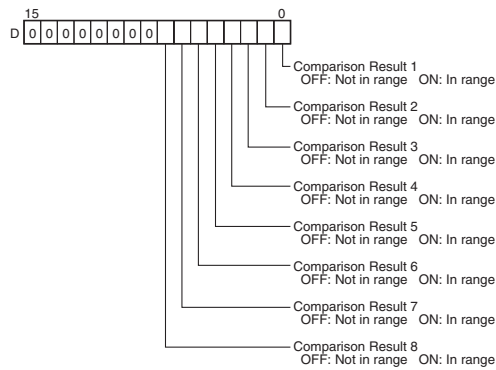 15 0
D 0 0 0 0 0 0 0 0
Comparison Result 1
OFF: Not in range ON: In range
Comparison Result 2
OFF: Not in range ON: In range
Comparison Result 3
OFF: Not in range ON: In range
Comparison Result 4
OFF: Not in range ON: In range
Comparison Result 5
OFF: Not in range ON: In range
Comparison Result 6
OFF: Not in range ON: In range
Comparison Result 7
OFF: Not in range ON: In range
Comparison Result 8
OFF: Not in range ON: In range